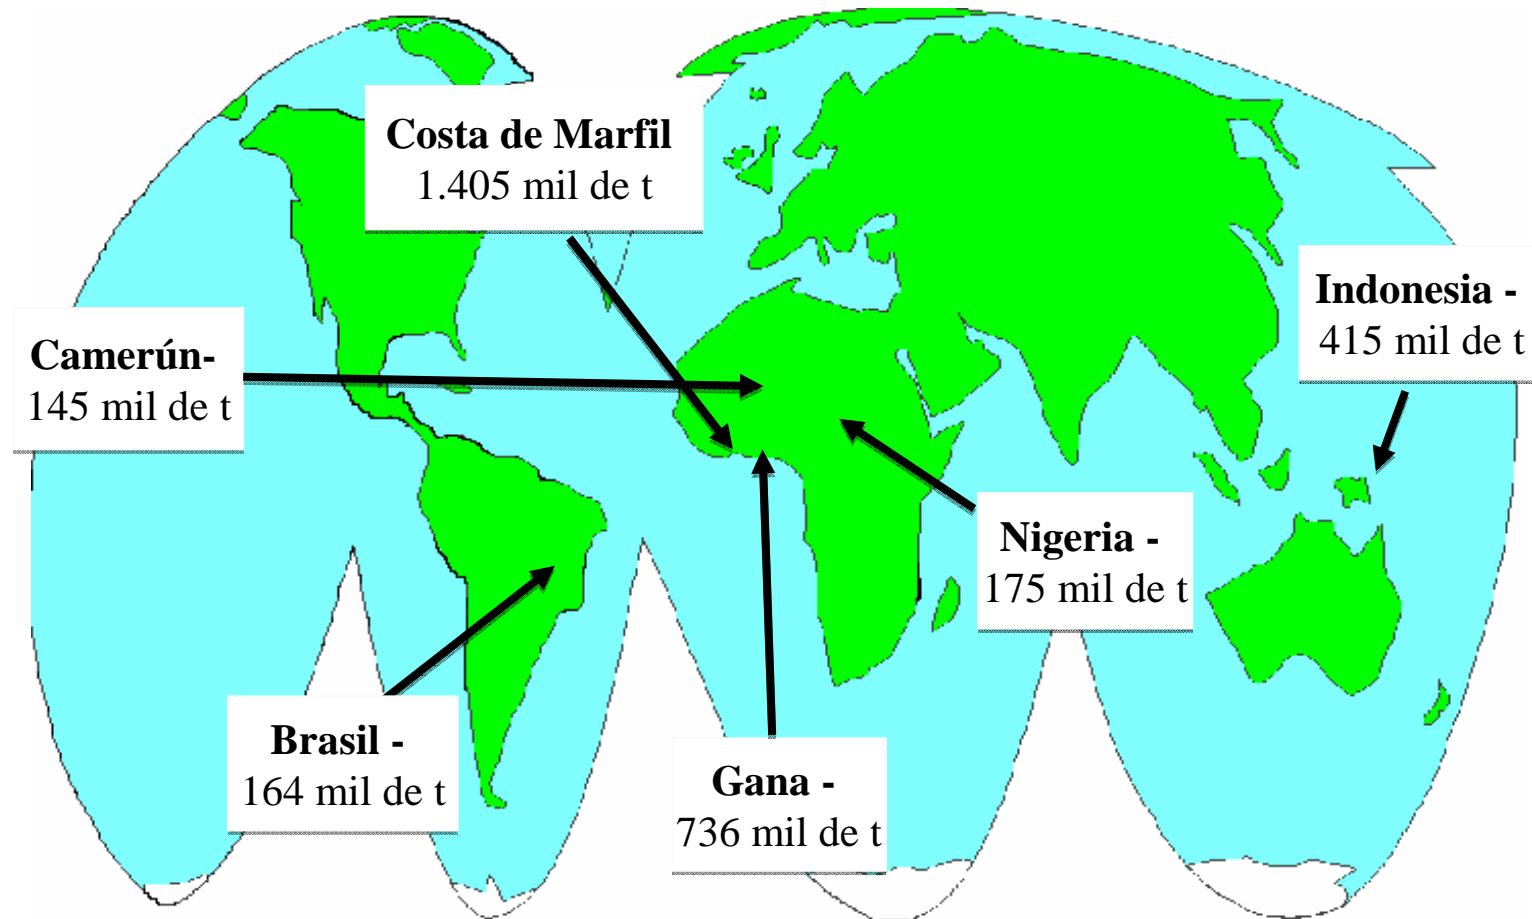 Costa de Marfil
1.405 mil de t
Indonesia -
415 mil de t
Camerún-
145 mil de t
Nigeria -
175 mil de t
Brasil -
164 mil de t
Gana -
736 mil de t